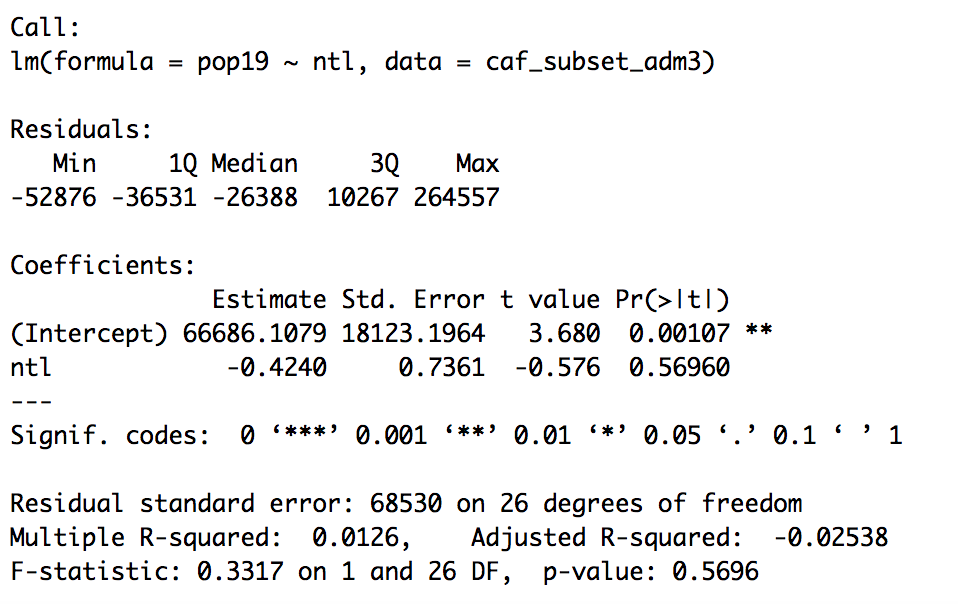 Call:
lm(formula = pop19 ~ ntl, data = caf_subset_adm3)
Residuals:
Min 1Q Median 3Q Max
-52876 -36531 -26388 10267 264557
Coefficients:
Estimate Std. Error t value Pr(>|t|)
(Intercept) 66686.1079 18123.1964 3.680 0.00107 **
ntl -0.4240 0.7361 -0.576 0.56960
---
Signif. codes: 0 ‘***’ 0.001 ‘**’ 0.01 ‘*’ 0.05 ‘.’ 0.1 ‘ ’ 1
Residual standard error: 68530 on 26 degrees of freedom
Multiple R-squared: 0.0126, Adjusted R-squared: -0.02538
F-statistic: 0.3317 on 1 and 26 DF, p-value: 0.5696